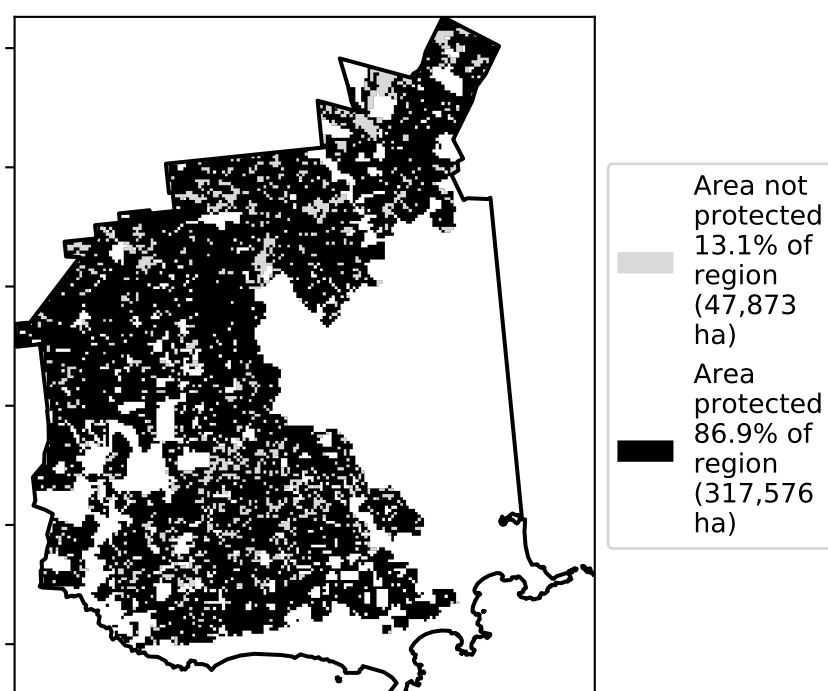 Area not
protected
13.1% of
region
(47,873
ha)
Area
protected
86.9% of
region
(317,576
ha)